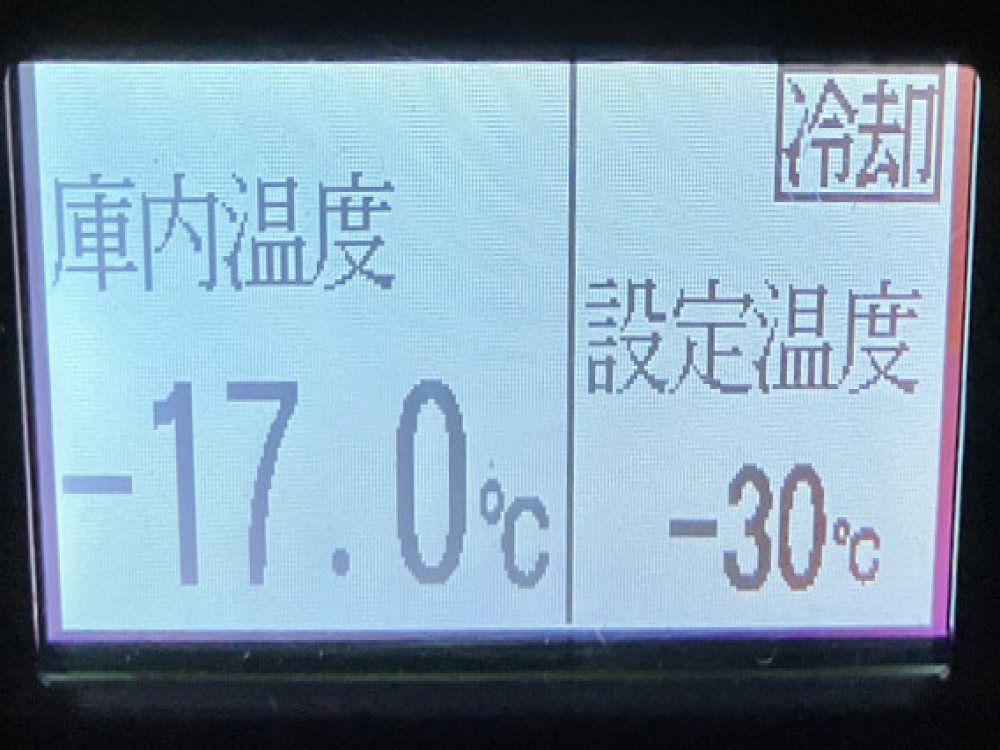 冷却
庫内温度
-17.0℃
設定温度
-30℃